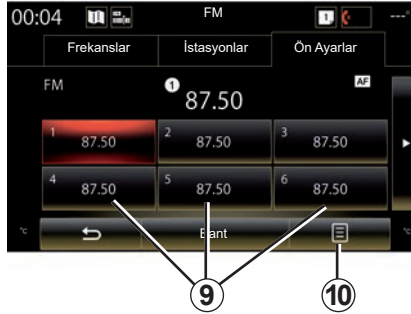 00:04 FM 1 ---°
Frekanslar İstasyonlar Ön Ayarlar
FM 1 87.50 AF
1 87.50 2 87.50 3 87.50
4 87.50 5 87.50 6 87.50
°C Bant °C
9 10